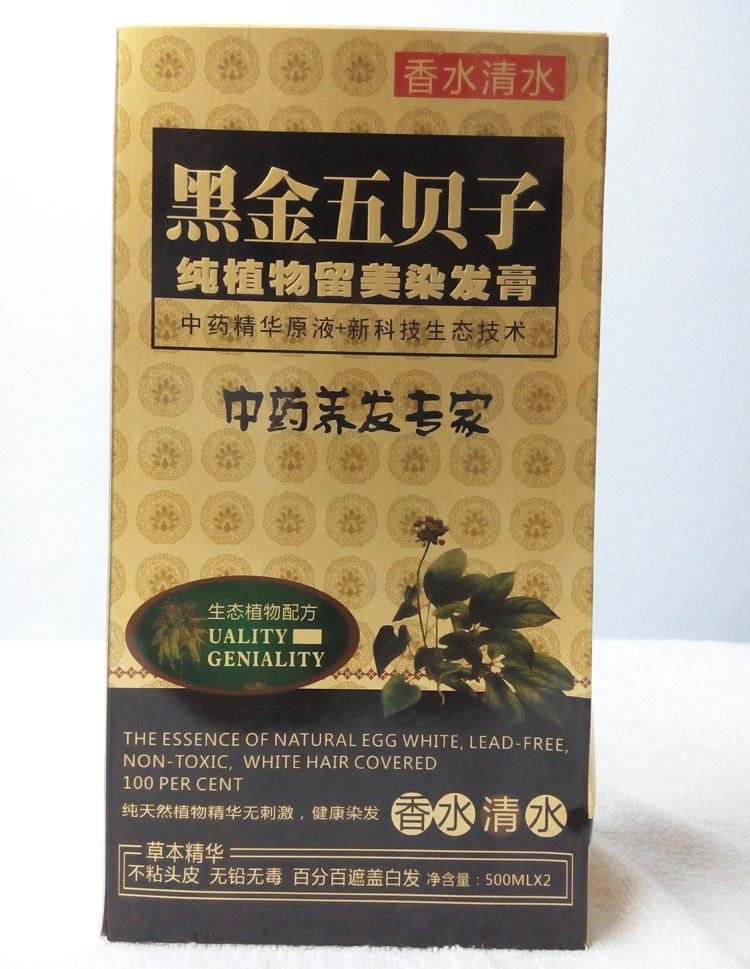 香水清水
黑金五贝子
纯植物留美染发膏
中药精华原液+新科技生态技术
中药养发专家
生态植物配方
UALITY
GENIALITY
THE ESSENCE OF NATURAL EGG WHITE, LEAD-FREE,
NON-TOXIC, WHITE HAIR COVERED
100 PER CENT
纯天然植物精华无刺激，健康染发 香水清水
草本精华
不粘头皮 无铅无毒 百分百遮盖白发 净含量：500MLX2